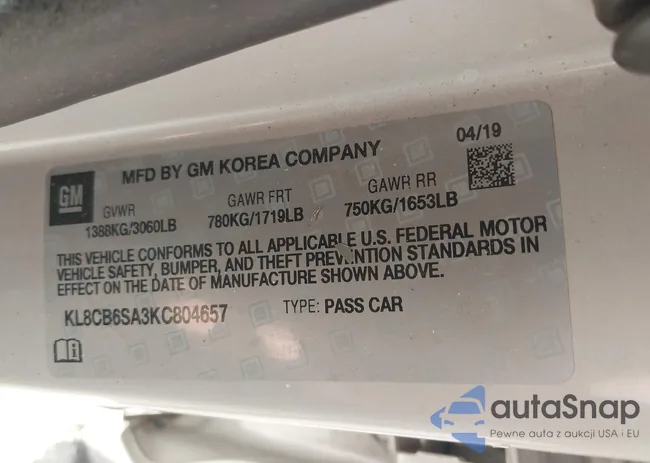 04/19
MFD BY GM KOREA COMPANY
GM
GVWR GAWR FRT GAWR RR
1388KG/3060LB 780KG/1719LB 750KG/1653LB
THIS VEHICLE CONFORMS TO ALL APPLICABLE U.S. FEDERAL MOTOR
VEHICLE SAFETY, BUMPER, AND THEFT PREVENTION STANDARDS IN
EFFECT ON THE DATE OF MANUFACTURE SHOWN ABOVE.
KL8CB6SA3KC804657 TYPE: PASS CAR
autaSnap
Pewne auta z aukcji USA i EU